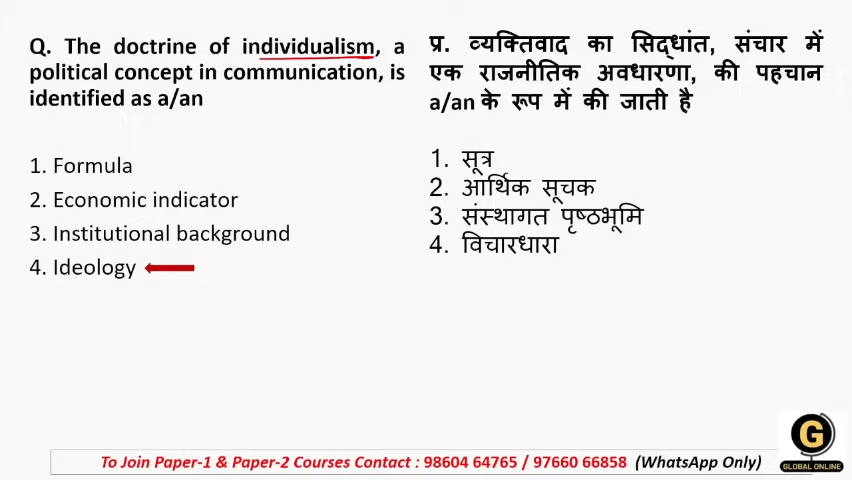 Q. The doctrine of individualism, a
political concept in communication, is
identified as a/an
1. Formula
2. Economic indicator
3. Institutional background
4. Ideology
प्र. व्यक्तिवाद का सिद्धांत, संचार में
एक राजनीतिक अवधारणा, की पहचान
a/an के रूप में की जाती है
1. सूत्र
2. आर्थिक सूचक
3. संस्थागत पृष्ठभूमि
4. विचारधारा
G
GLOBAL ONLINE
To Join Paper-1 & Paper-2 Courses Contact : 98604 64765 / 97660 66858 (WhatsApp Only)